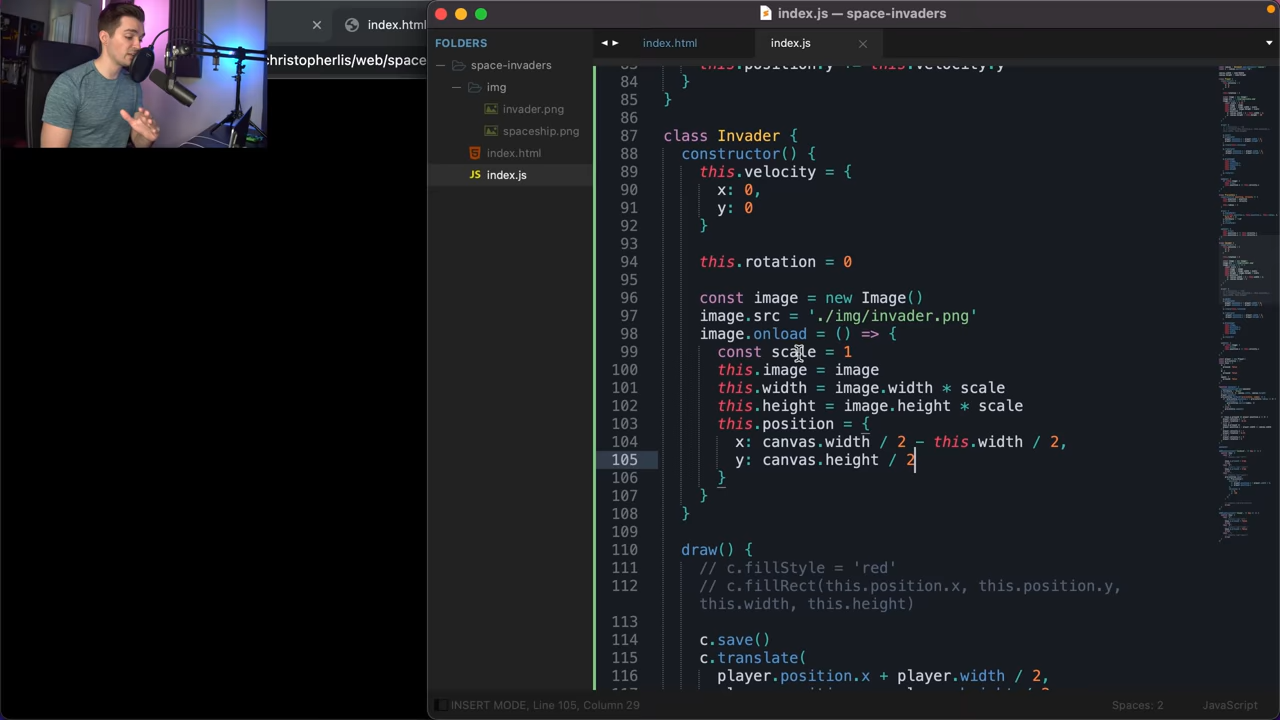 index.html
christopherlis/web/space
index.js — space-invaders
FOLDERS
space-invaders
img
invader.png
spaceship.png
index.html
JS index.js
index.html
index.js
84 }
85 }
86
87 class Invader {
88 constructor() {
89 this.velocity = {
90 x: 0,
91 y: 0
92 }
93
94 this.rotation = 0
95
96 const image = new Image()
97 image.src = './img/invader.png'
98 image.onload = () => {
99 const scale = 1
100 this.image = image
101 this.width = image.width * scale
102 this.height = image.height * scale
103 this.position = {
104 x: canvas.width / 2 - this.width / 2,
105 y: canvas.height / 2
106 }
107 }
108 }
109
110 draw() {
111 // c.fillStyle = 'red'
112 // c.fillRect(this.position.x, this.position.y,
this.width, this.height)
113
114 c.save()
115 c.translate(
116 player.position.x + player.width / 2,
INSERT MODE, Line 105, Column 29
Spaces: 2
JavaScript